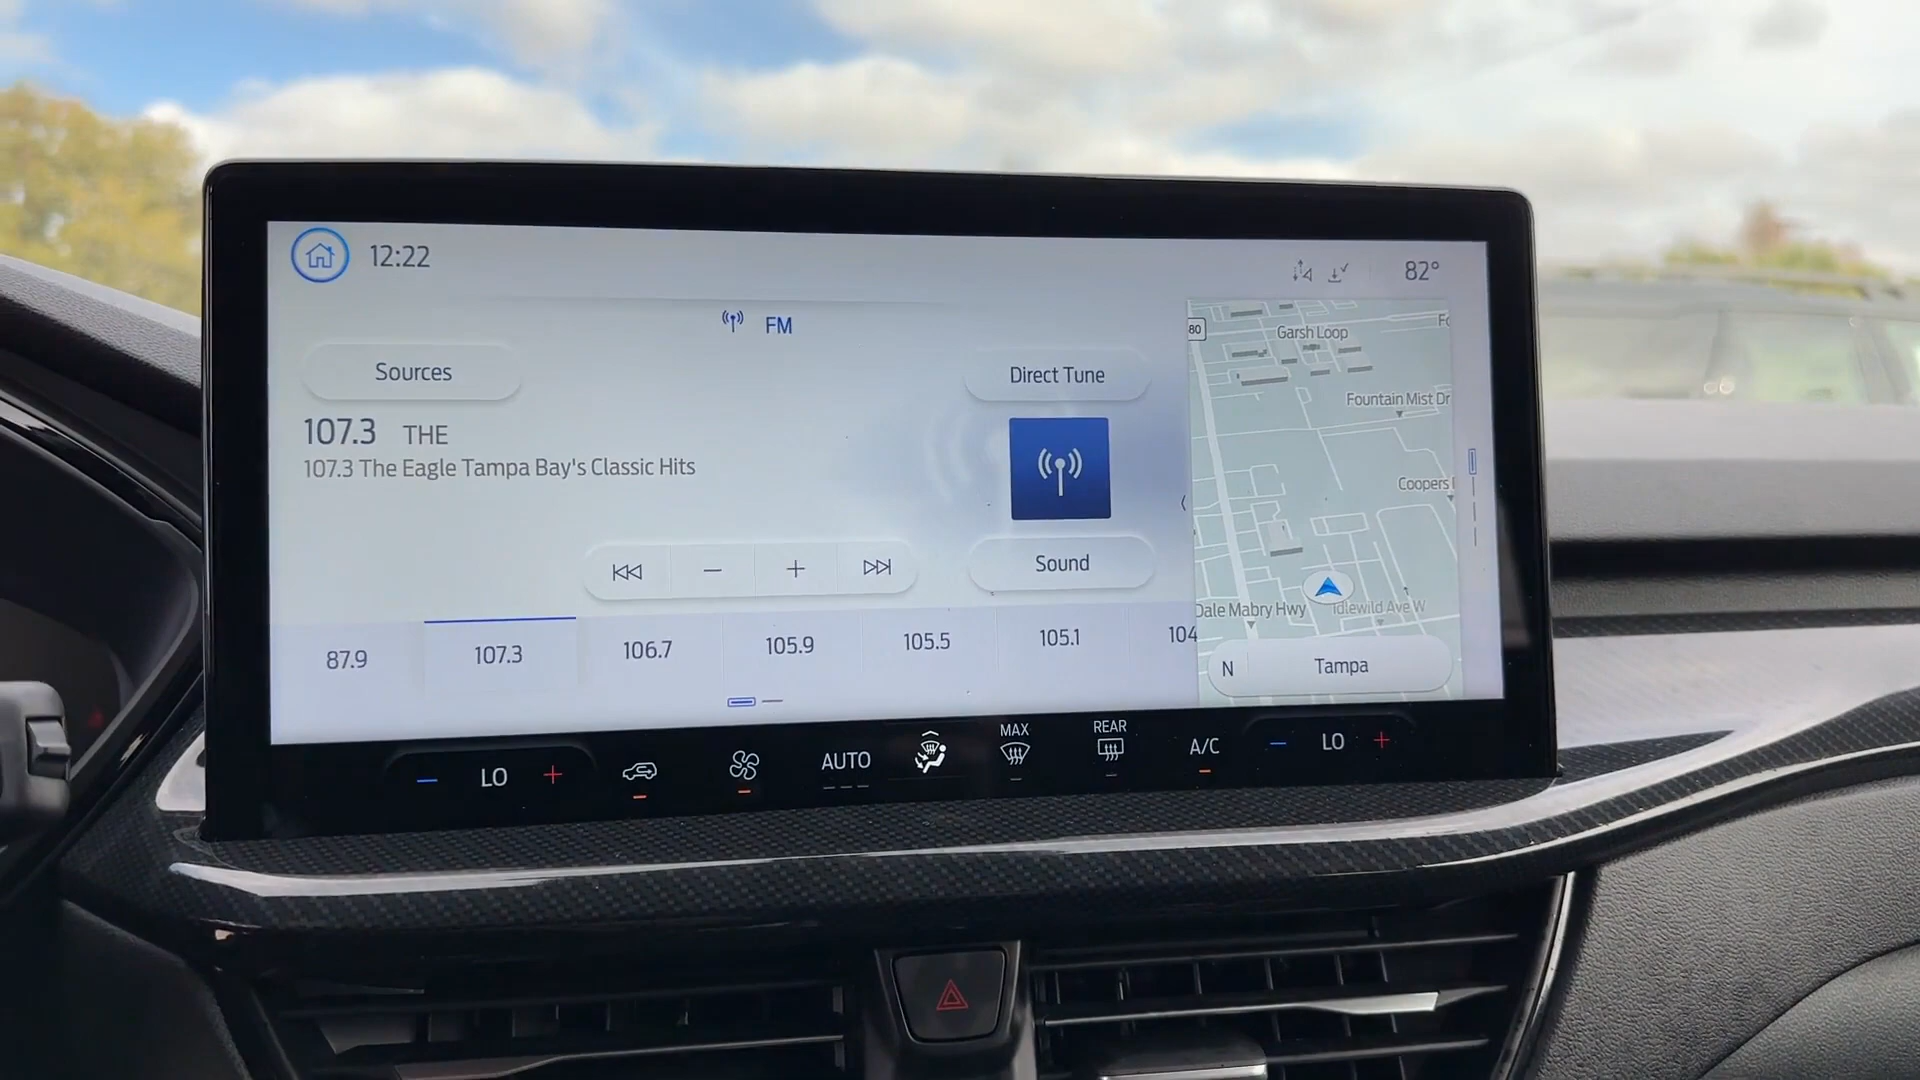 12:22
82°
FM
Sources
Direct Tune
107.3 THE
107.3 The Eagle Tampa Bay's Classic Hits
Sound
87.9 107.3 106.7 105.9 105.5 105.1 104
80
Garsh Loop
Fountain Mist Dr
Coopers
Dale Mabry Hwy
Idlewild Ave W
N Tampa
LO
AUTO
MAX
REAR
A/C
LO